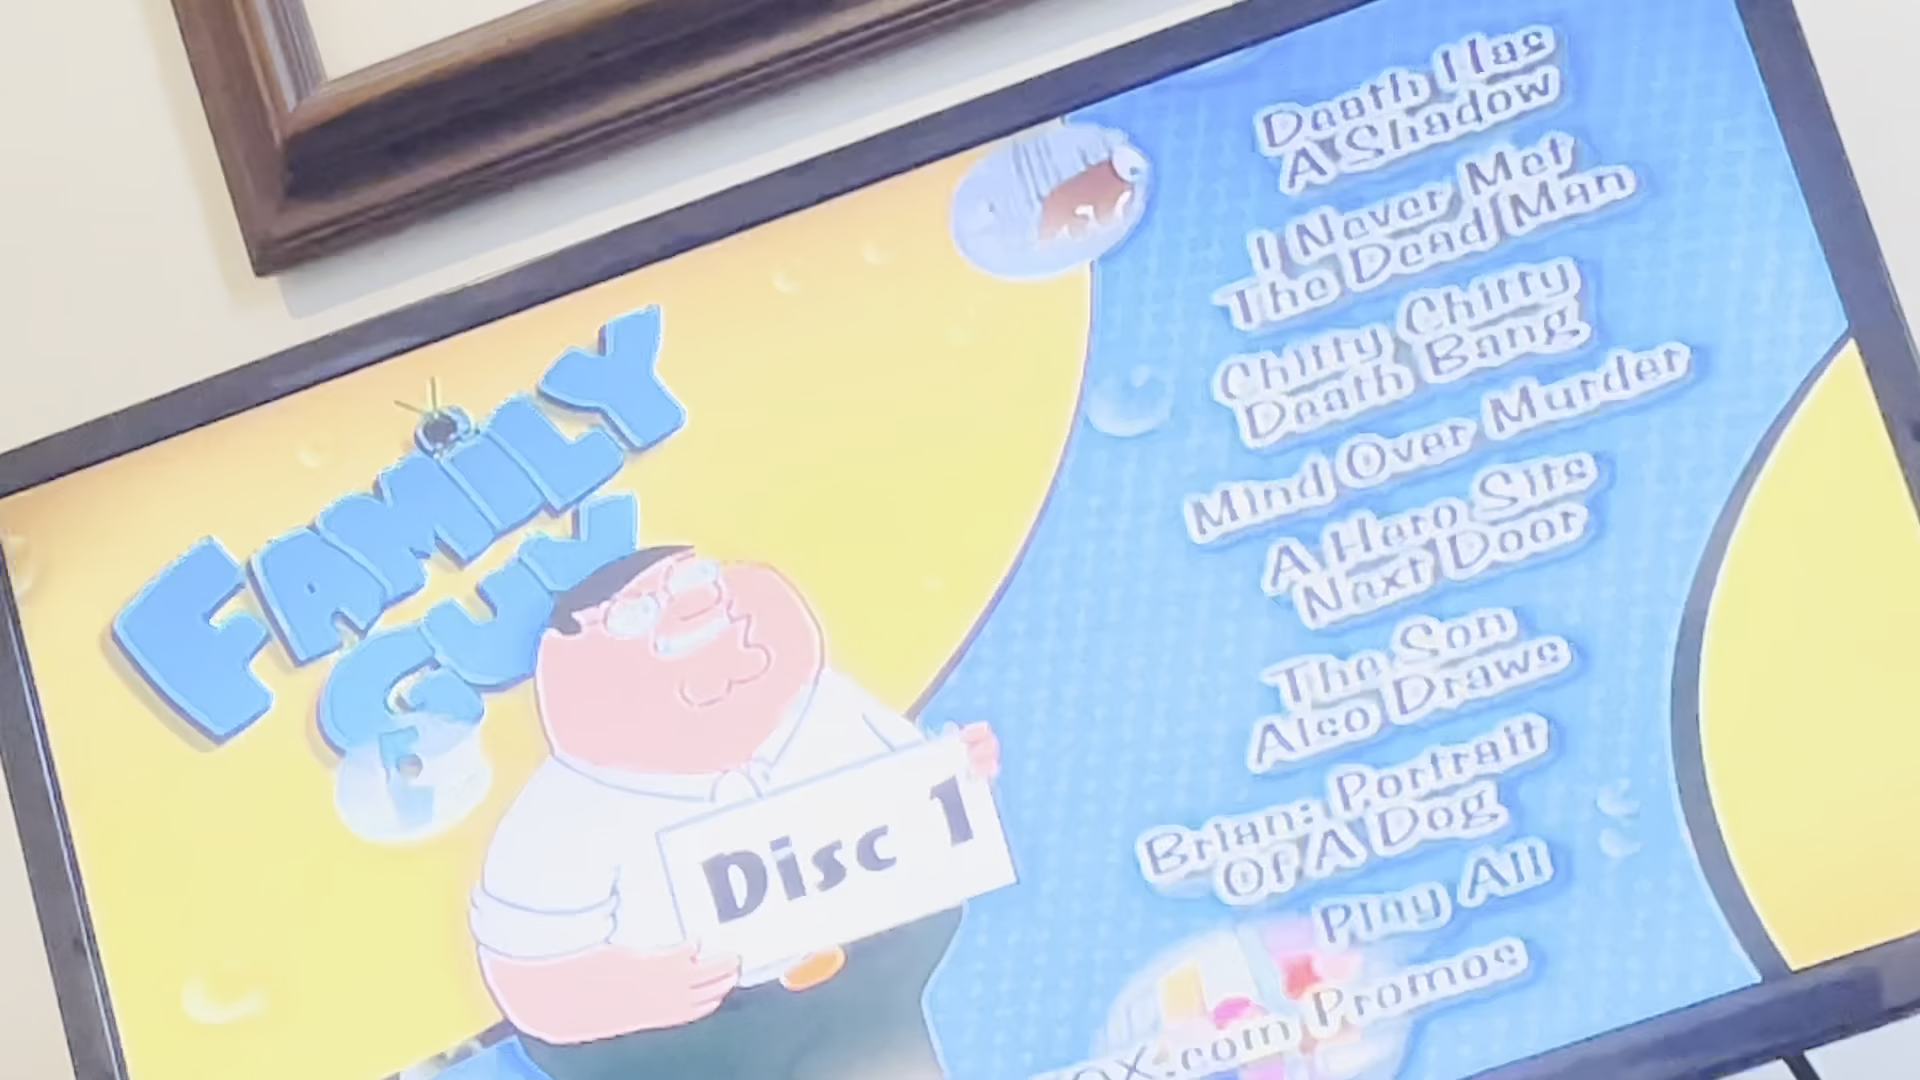 FAMiLY
GUY
Disc 1
Death Has
A Shadow
I Never Met
The Dead Man
Chitty Chitty
Death Bang
Mind Over Murder
A Hero Sits
Next Door
The Son
Also Draws
Brian: Portrait
Of A Dog
Play All
.com Promos